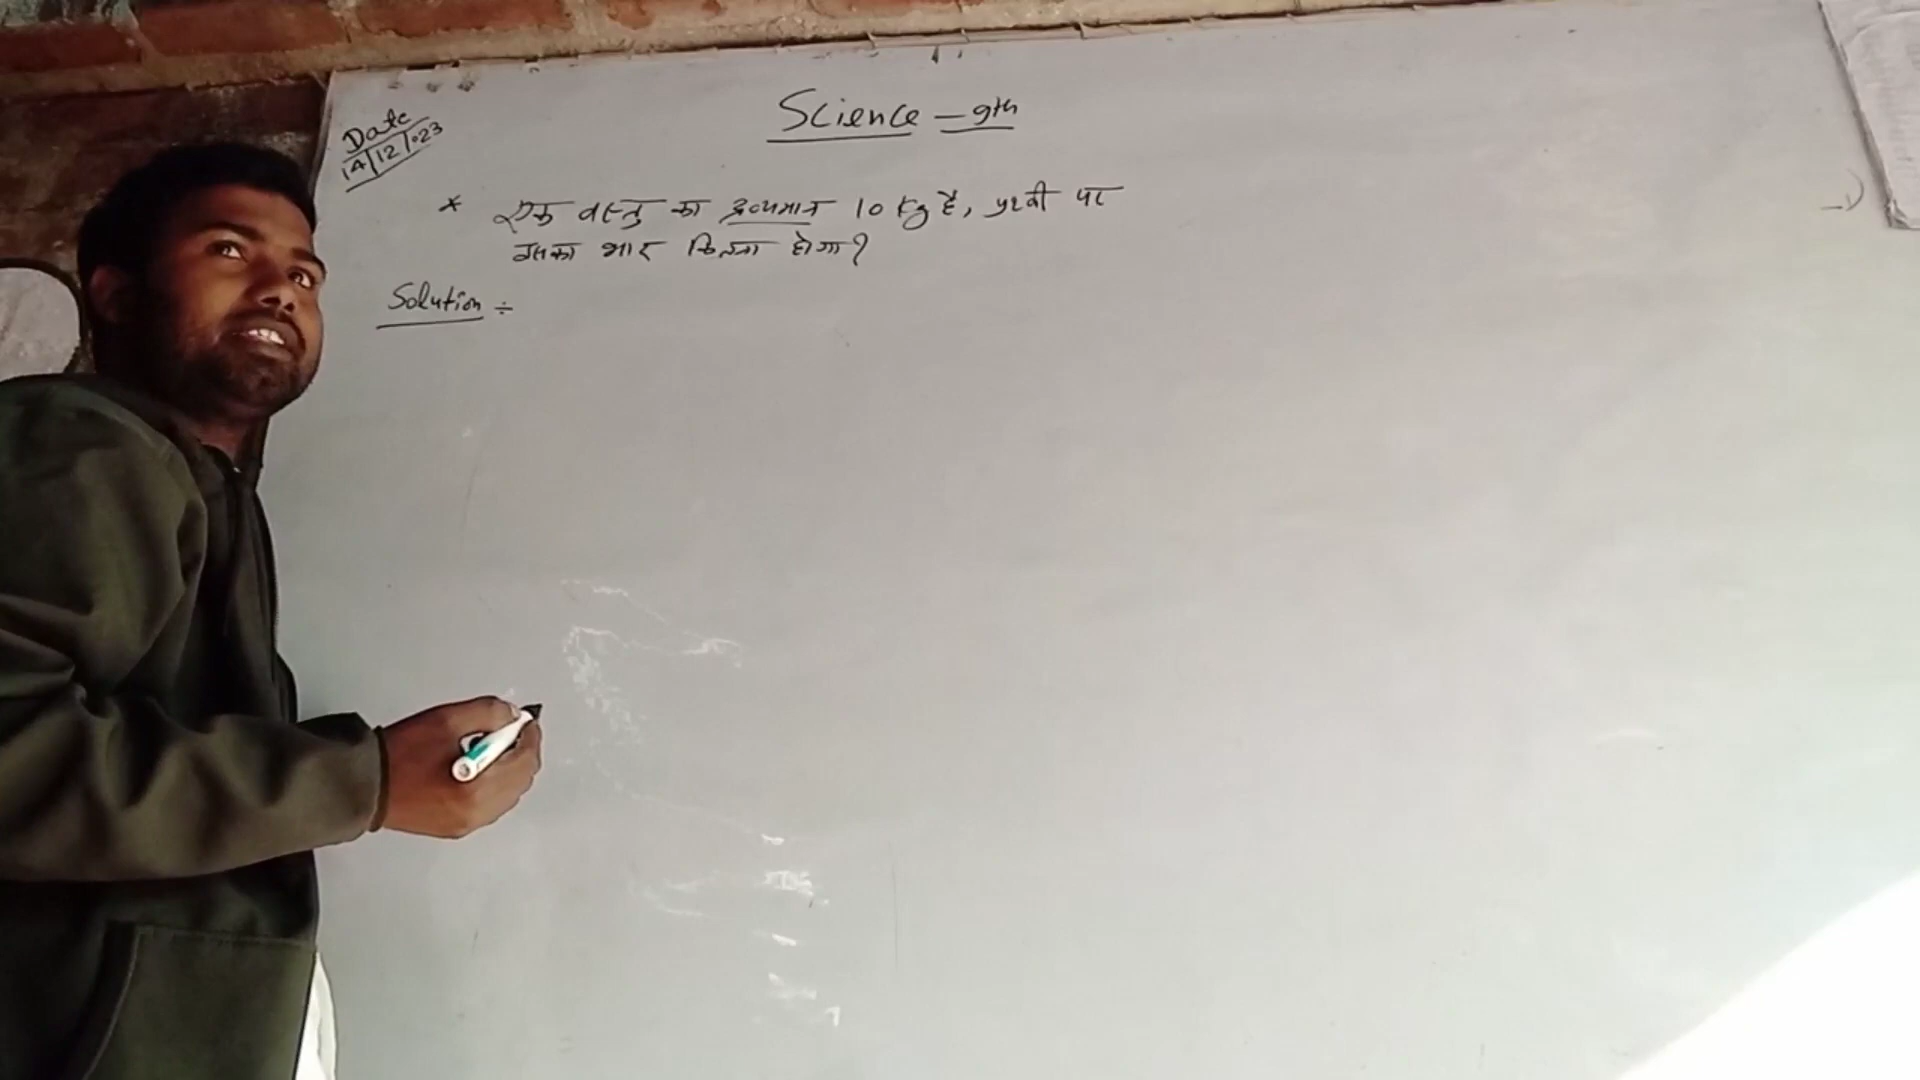 Science - 9th
Date
14/12/023
* एक वस्तु का द्रव्यमान 10 kg है, पृथ्वी पर
उसका भार कितना होगा?
Solution ÷